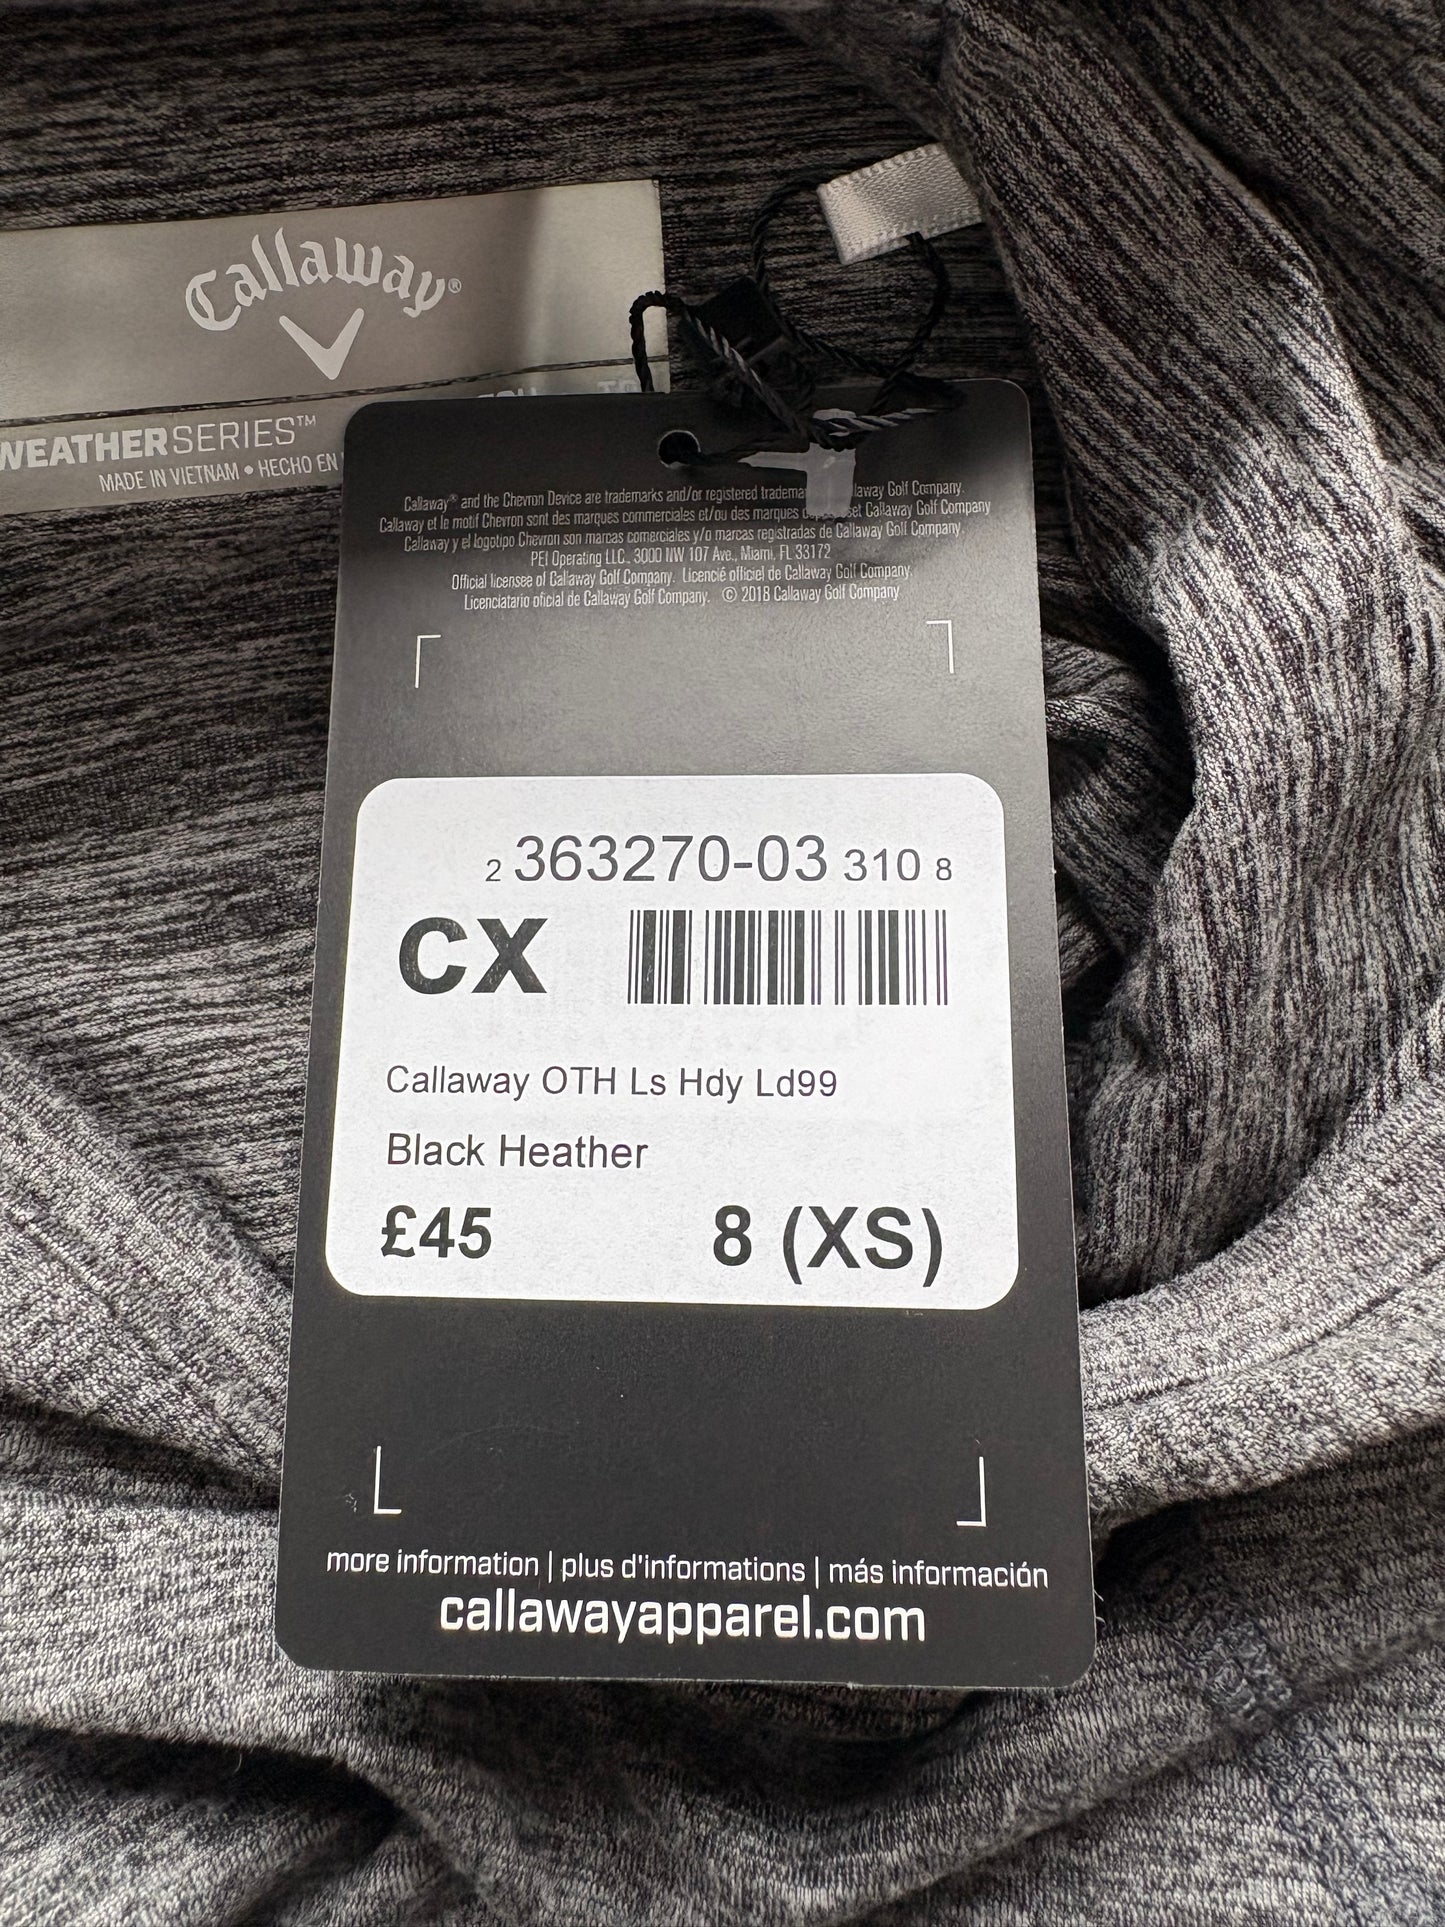 Callaway®
WEATHERSERIES™
MADE IN VIETNAM • HECHO EN
Callaway® and the Chevron Device are trademarks and/or registered Callaway Golf Company.
Callaway et le motif Chevron sont des marques commerciales et/ou des marques Callaway Golf Company
Callaway y el logotipo Chevron son marcas comerciales y/o marcas registradas de Callaway Golf Company.
PEI Operating LLC. 3000 NW 107 Ave., Miami, FL 33172
Official licensee of Callaway Golf Company. Licencié officiel de Callaway Golf Company.
Licenciatario oficial de Callaway Golf Company. © 2018 Callaway Golf Company
2 363270-03 310 8
CX
Callaway OTH Ls Hdy Ld99
Black Heather
£45 8 (XS)
more information | plus d'informations | más información
callawayapparel.com